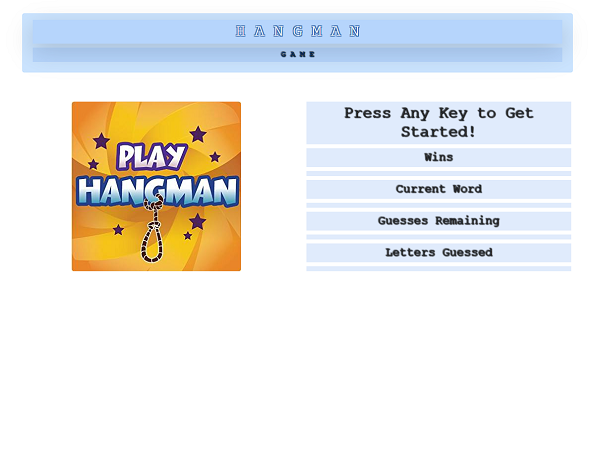 HANGMAN
GAME
PLAY
HANGMAN
Press Any Key to Get
Started!
Wins
Current Word
Guesses Remaining
Letters Guessed